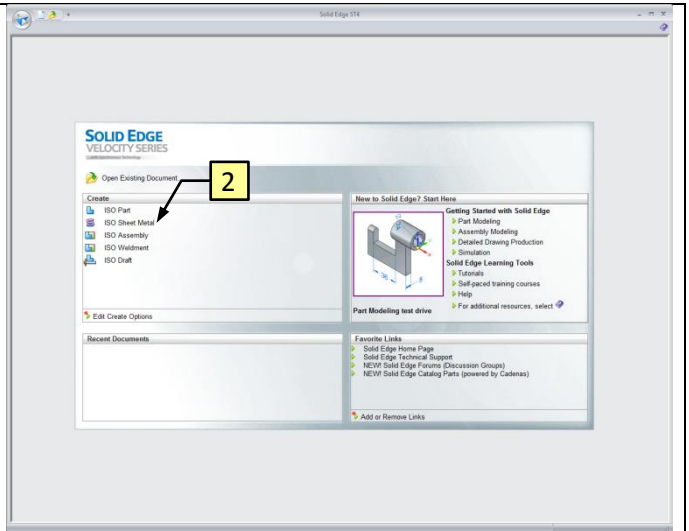 Solid Edge ST4
SOLID EDGE
VELOCITY SERIES
Open Existing Document
2
Create
ISO Part
ISO Sheet Metal
ISO Assembly
ISO Weldment
ISO Draft
Edit Create Options
New to Solid Edge? Start Here
Getting Started with Solid Edge
Part Modeling
Assembly Modeling
Detailed Drawing Production
Simulation
Solid Edge Learning Tools
Tutorials
Self-paced training courses
Help
For additional resources, select
Part Modeling test drive
Recent Documents
Favorite Links
Solid Edge Home Page
Solid Edge Technical Support
NEW! Solid Edge Forums (Discussion Groups)
NEW! Solid Edge Catalog Parts (powered by Cadenas)
Add or Remove Links